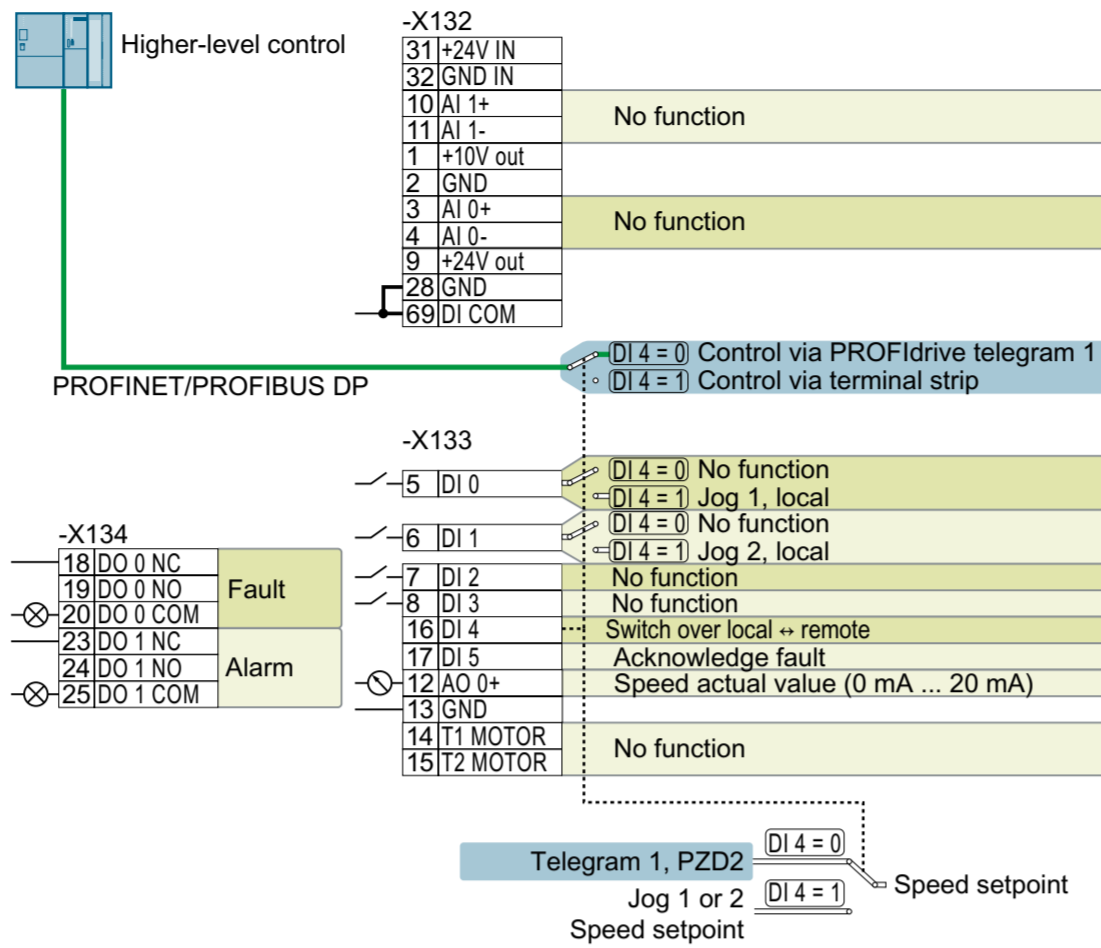 Higher-level control
-X132
31 +24V IN
32 GND IN
10 AI 1+
11 AI 1-
No function
1 +10V out
2 GND
3 AI 0+
4 AI 0-
No function
9 +24V out
28 GND
69 DI COM
PROFINET/PROFIBUS DP
DI 4 = 0 Control via PROFIdrive telegram 1
DI 4 = 1 Control via terminal strip
-X133
5 DI 0
DI 4 = 0 No function
DI 4 = 1 Jog 1, local
6 DI 1
DI 4 = 0 No function
DI 4 = 1 Jog 2, local
7 DI 2 No function
8 DI 3 No function
16 DI 4 Switch over local ↔ remote
17 DI 5 Acknowledge fault
12 AO 0+ Speed actual value (0 mA ... 20 mA)
13 GND
14 T1 MOTOR
15 T2 MOTOR
No function
-X134
18 DO 0 NC
19 DO 0 NO
20 DO 0 COM
Fault
23 DO 1 NC
24 DO 1 NO
25 DO 1 COM
Alarm
Telegram 1, PZD2 DI 4 = 0
Speed setpoint
Jog 1 or 2 DI 4 = 1
Speed setpoint